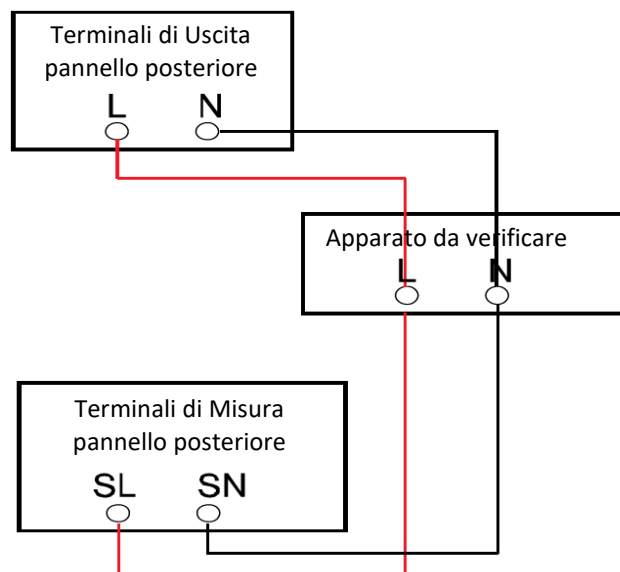 Terminali di Uscita
pannello posteriore
L N
Apparato da verificare
L N
Terminali di Misura
pannello posteriore
SL SN